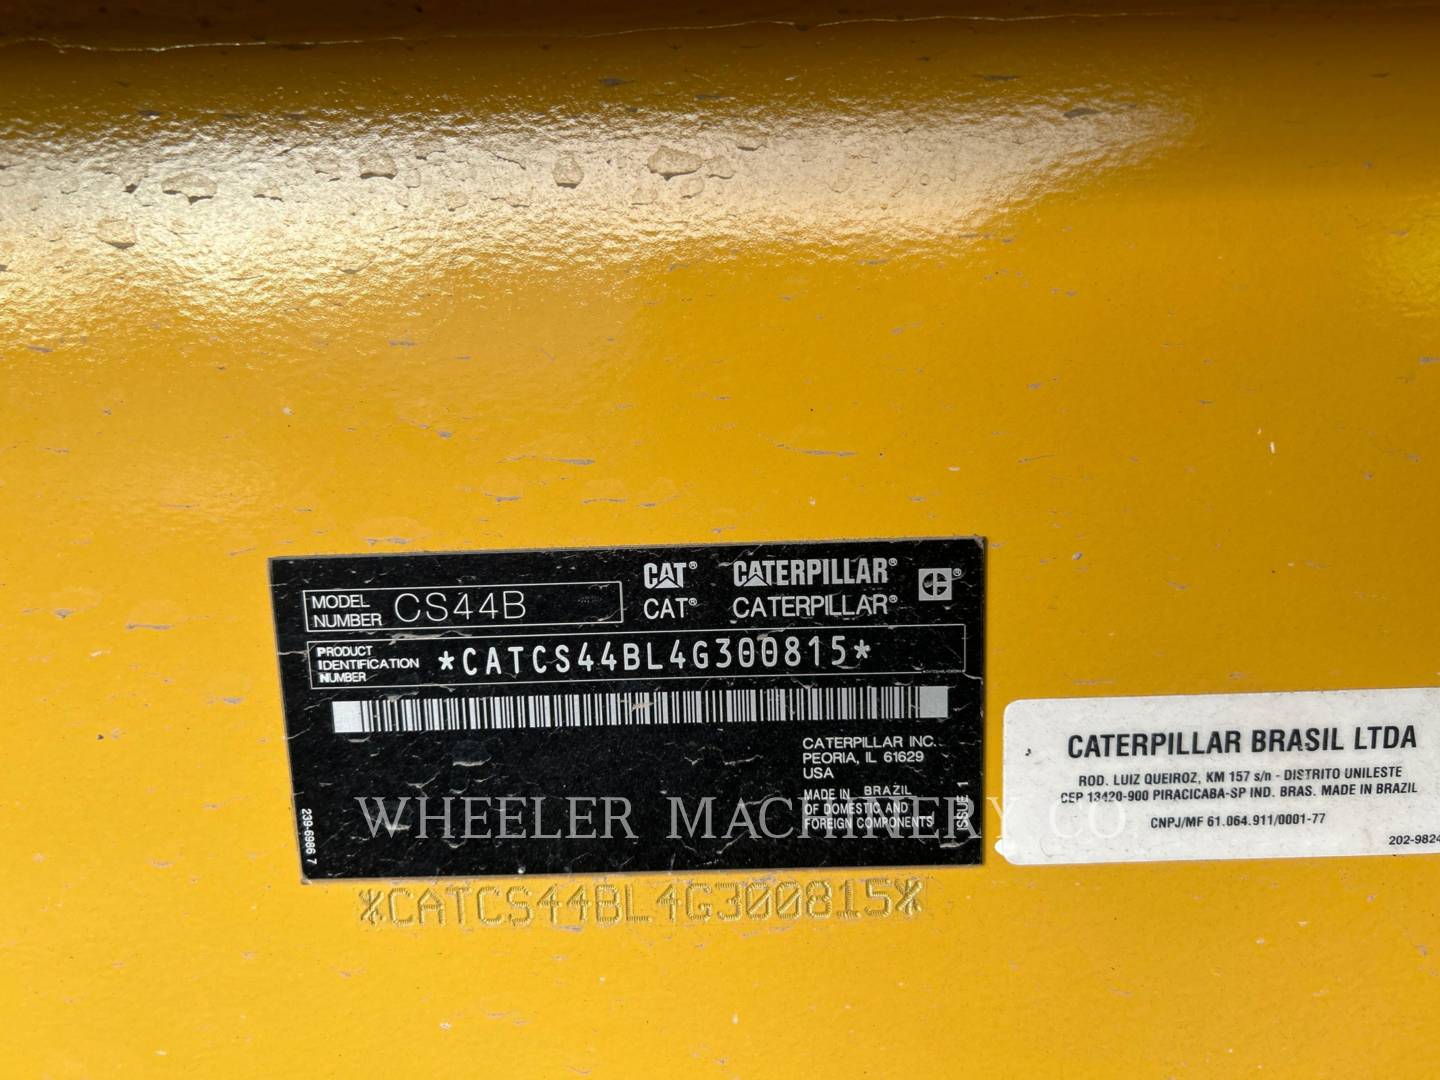 MODEL NUMBER CS44B
CAT® CATERPILLAR®
CAT® CATERPILLAR®
PRODUCT IDENTIFICATION NUMBER *CATCS44BL4G300815*
CATERPILLAR INC.
PEORIA, IL 61629
USA
MADE IN BRAZIL
OF DOMESTIC AND
FOREIGN COMPONENTS
ISSUE 1
239-6986 7
WHEELER MACHINERY CO
*CATCS44BL4G300815*
CATERPILLAR BRASIL LTDA
ROD. LUIZ QUEIROZ, KM 157 s/n - DISTRITO UNILESTE
CEP 13420-900 PIRACICABA-SP IND. BRAS. MADE IN BRAZIL
CNPJ/MF 61.064.911/0001-77
202-9824